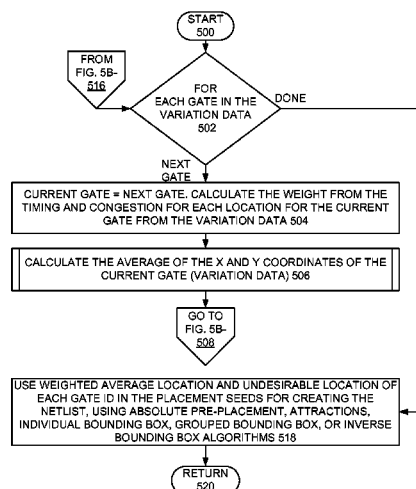 START
500
FROM
FIG. 5B-
516
FOR
EACH GATE IN THE
VARIATION DATA
502
DONE
NEXT
GATE
CURRENT GATE = NEXT GATE. CALCULATE THE WEIGHT FROM THE
TIMING AND CONGESTION FOR EACH LOCATION FOR THE CURRENT
GATE FROM THE VARIATION DATA 504
CALCULATE THE AVERAGE OF THE X AND Y COORDINATES OF THE
CURRENT GATE (VARIATION DATA) 506
GO TO
FIG. 5B-
508
USE WEIGHTED AVERAGE LOCATION AND UNDESIRABLE LOCATION OF
EACH GATE ID IN THE PLACEMENT SEEDS FOR CREATING THE
NETLIST, USING ABSOLUTE PRE-PLACEMENT, ATTRACTIONS,
INDIVIDUAL BOUNDING BOX, GROUPED BOUNDING BOX, OR INVERSE
BOUNDING BOX ALGORITHMS 518
RETURN
520